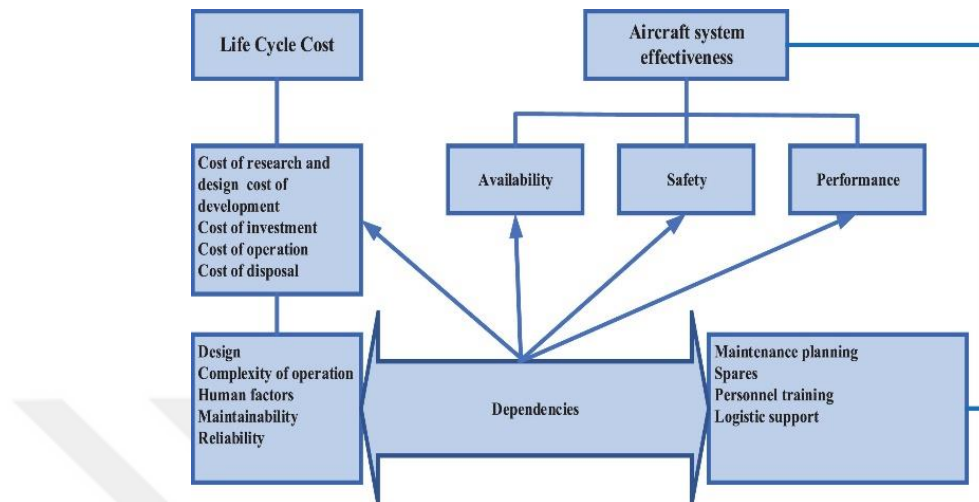 Life Cycle Cost
Aircraft system
effectiveness
Cost of research and
design cost of
development
Cost of investment
Cost of operation
Cost of disposal
Availability
Safety
Performance
Design
Complexity of operation
Human factors
Maintainability
Reliability
Dependencies
Maintenance planning
Spares
Personnel training
Logistic support